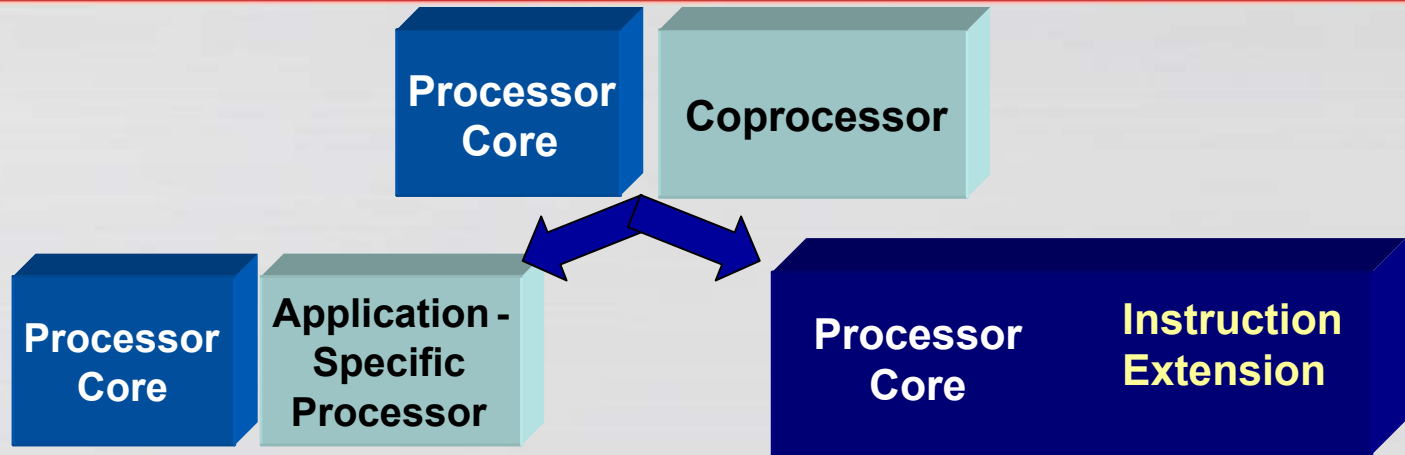 Processor
Core
Coprocessor
Processor
Core
Application -
Specific
Processor
Processor
Core
Instruction
Extension